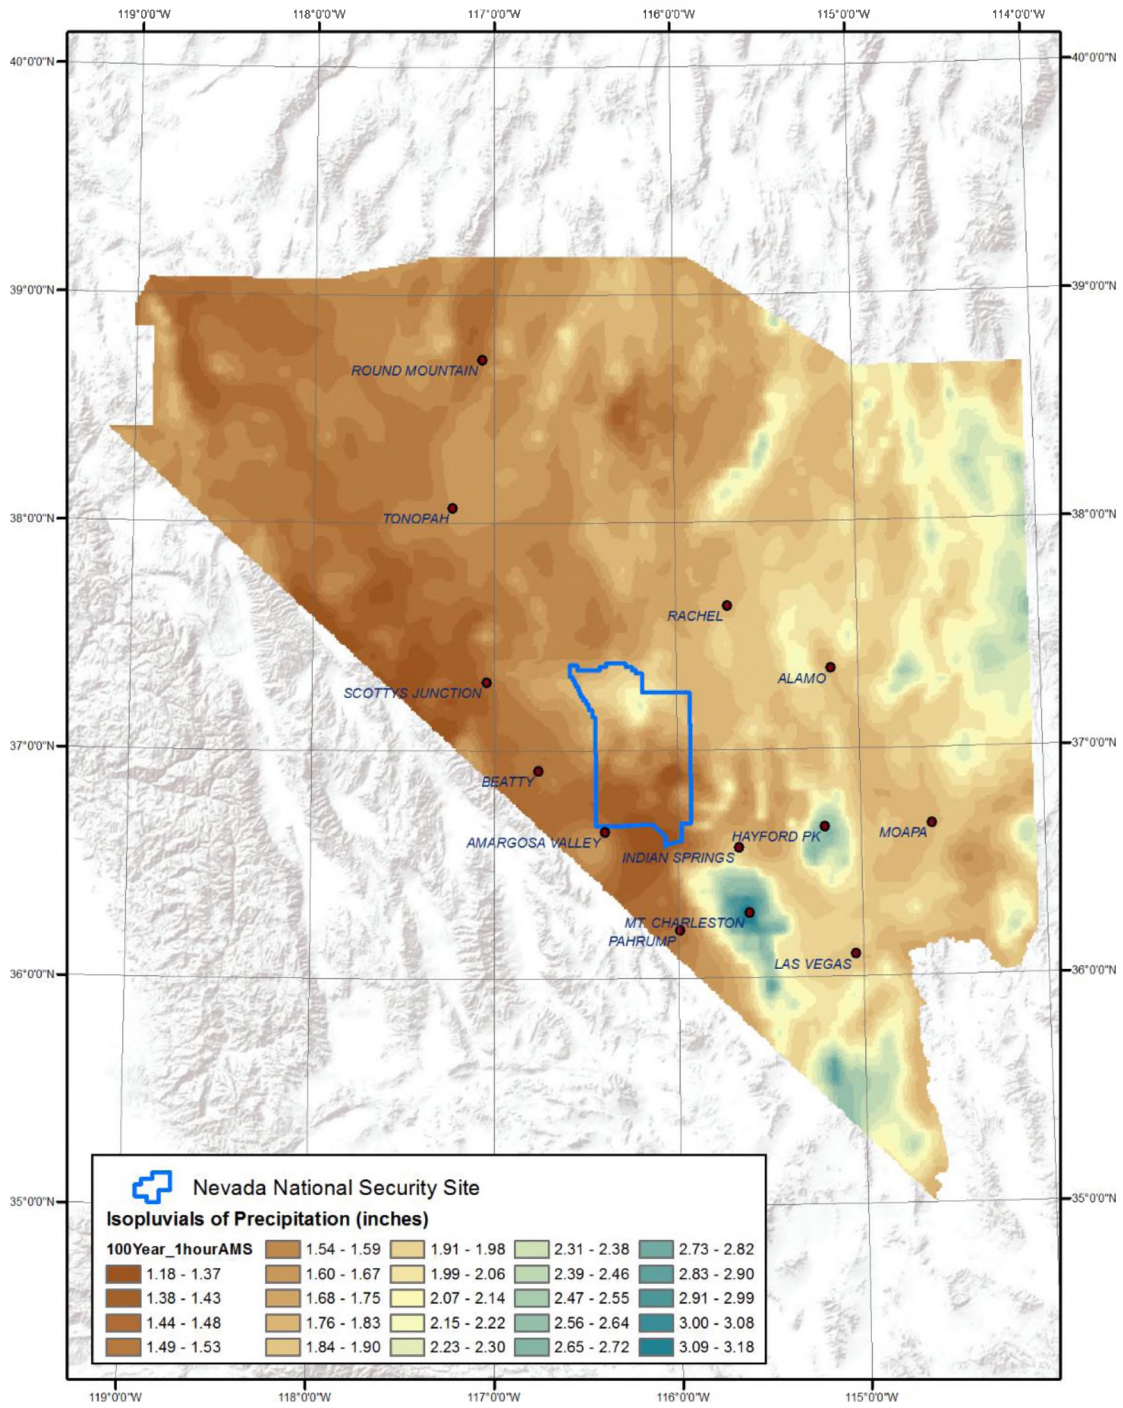 119°0'0"W 118°0'0"W 117°0'0"W 116°0'0"W 115°0'0"W 114°0'0"W
40°0'0"N 40°0'0"N
39°0'0"N 39°0'0"N
ROUND MOUNTAIN
38°0'0"N 38°0'0"N
TONOPAH
RACHEL
ALAMO
SCOTTYS JUNCTION
37°0'0"N 37°0'0"N
BEATTY
HAYFORD PK
MOAPA
AMARGOSA VALLEY
INDIAN SPRINGS
MT. CHARLESTON
PAHRUMP
LAS VEGAS
36°0'0"N 36°0'0"N
35°0'0"N 35°0'0"N
Nevada National Security Site
Isopluvials of Precipitation (inches)
100Year_1hourAMS 1.54 - 1.59 1.91 - 1.98 2.31 - 2.38 2.73 - 2.82
1.18 - 1.37 1.60 - 1.67 1.99 - 2.06 2.39 - 2.46 2.83 - 2.90
1.38 - 1.43 1.68 - 1.75 2.07 - 2.14 2.47 - 2.55 2.91 - 2.99
1.44 - 1.48 1.76 - 1.83 2.15 - 2.22 2.56 - 2.64 3.00 - 3.08
1.49 - 1.53 1.84 - 1.90 2.23 - 2.30 2.65 - 2.72 3.09 - 3.18
119°0'0"W 118°0'0"W 117°0'0"W 116°0'0"W 115°0'0"W